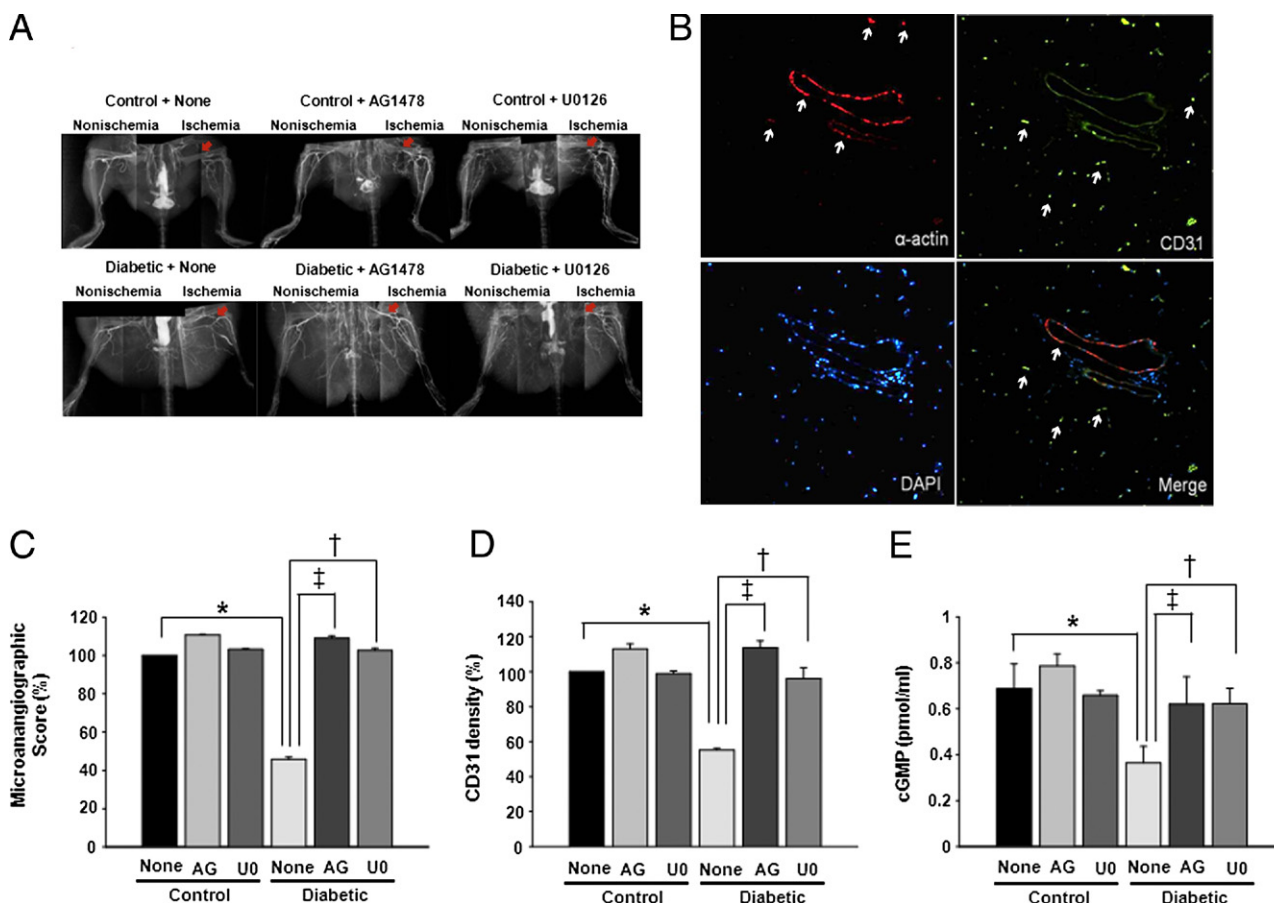 A
Control + None
Control + AG1478
Control + U0126
Nonischemia Ischemia Nonischemia Ischemia Nonischemia Ischemia
Diabetic + None
Diabetic + AG1478
Diabetic + U0126
Nonischemia Ischemia Nonischemia Ischemia Nonischemia Ischemia
B
α-actin
CD31
DAPI
Merge
C
Microanangiographic
Score (%)
120
100
80
60
40
20
0
*
‡
†
None AG U0 None AG U0
Control Diabetic
D
CD31 density (%)
140
120
100
80
60
40
20
0
*
‡
†
None AG U0 None AG U0
Control Diabetic
E
cGMP (pmol/ml)
1
0.8
0.6
0.4
0.2
0
*
‡
†
None AG U0 None AG U0
Control Diabetic